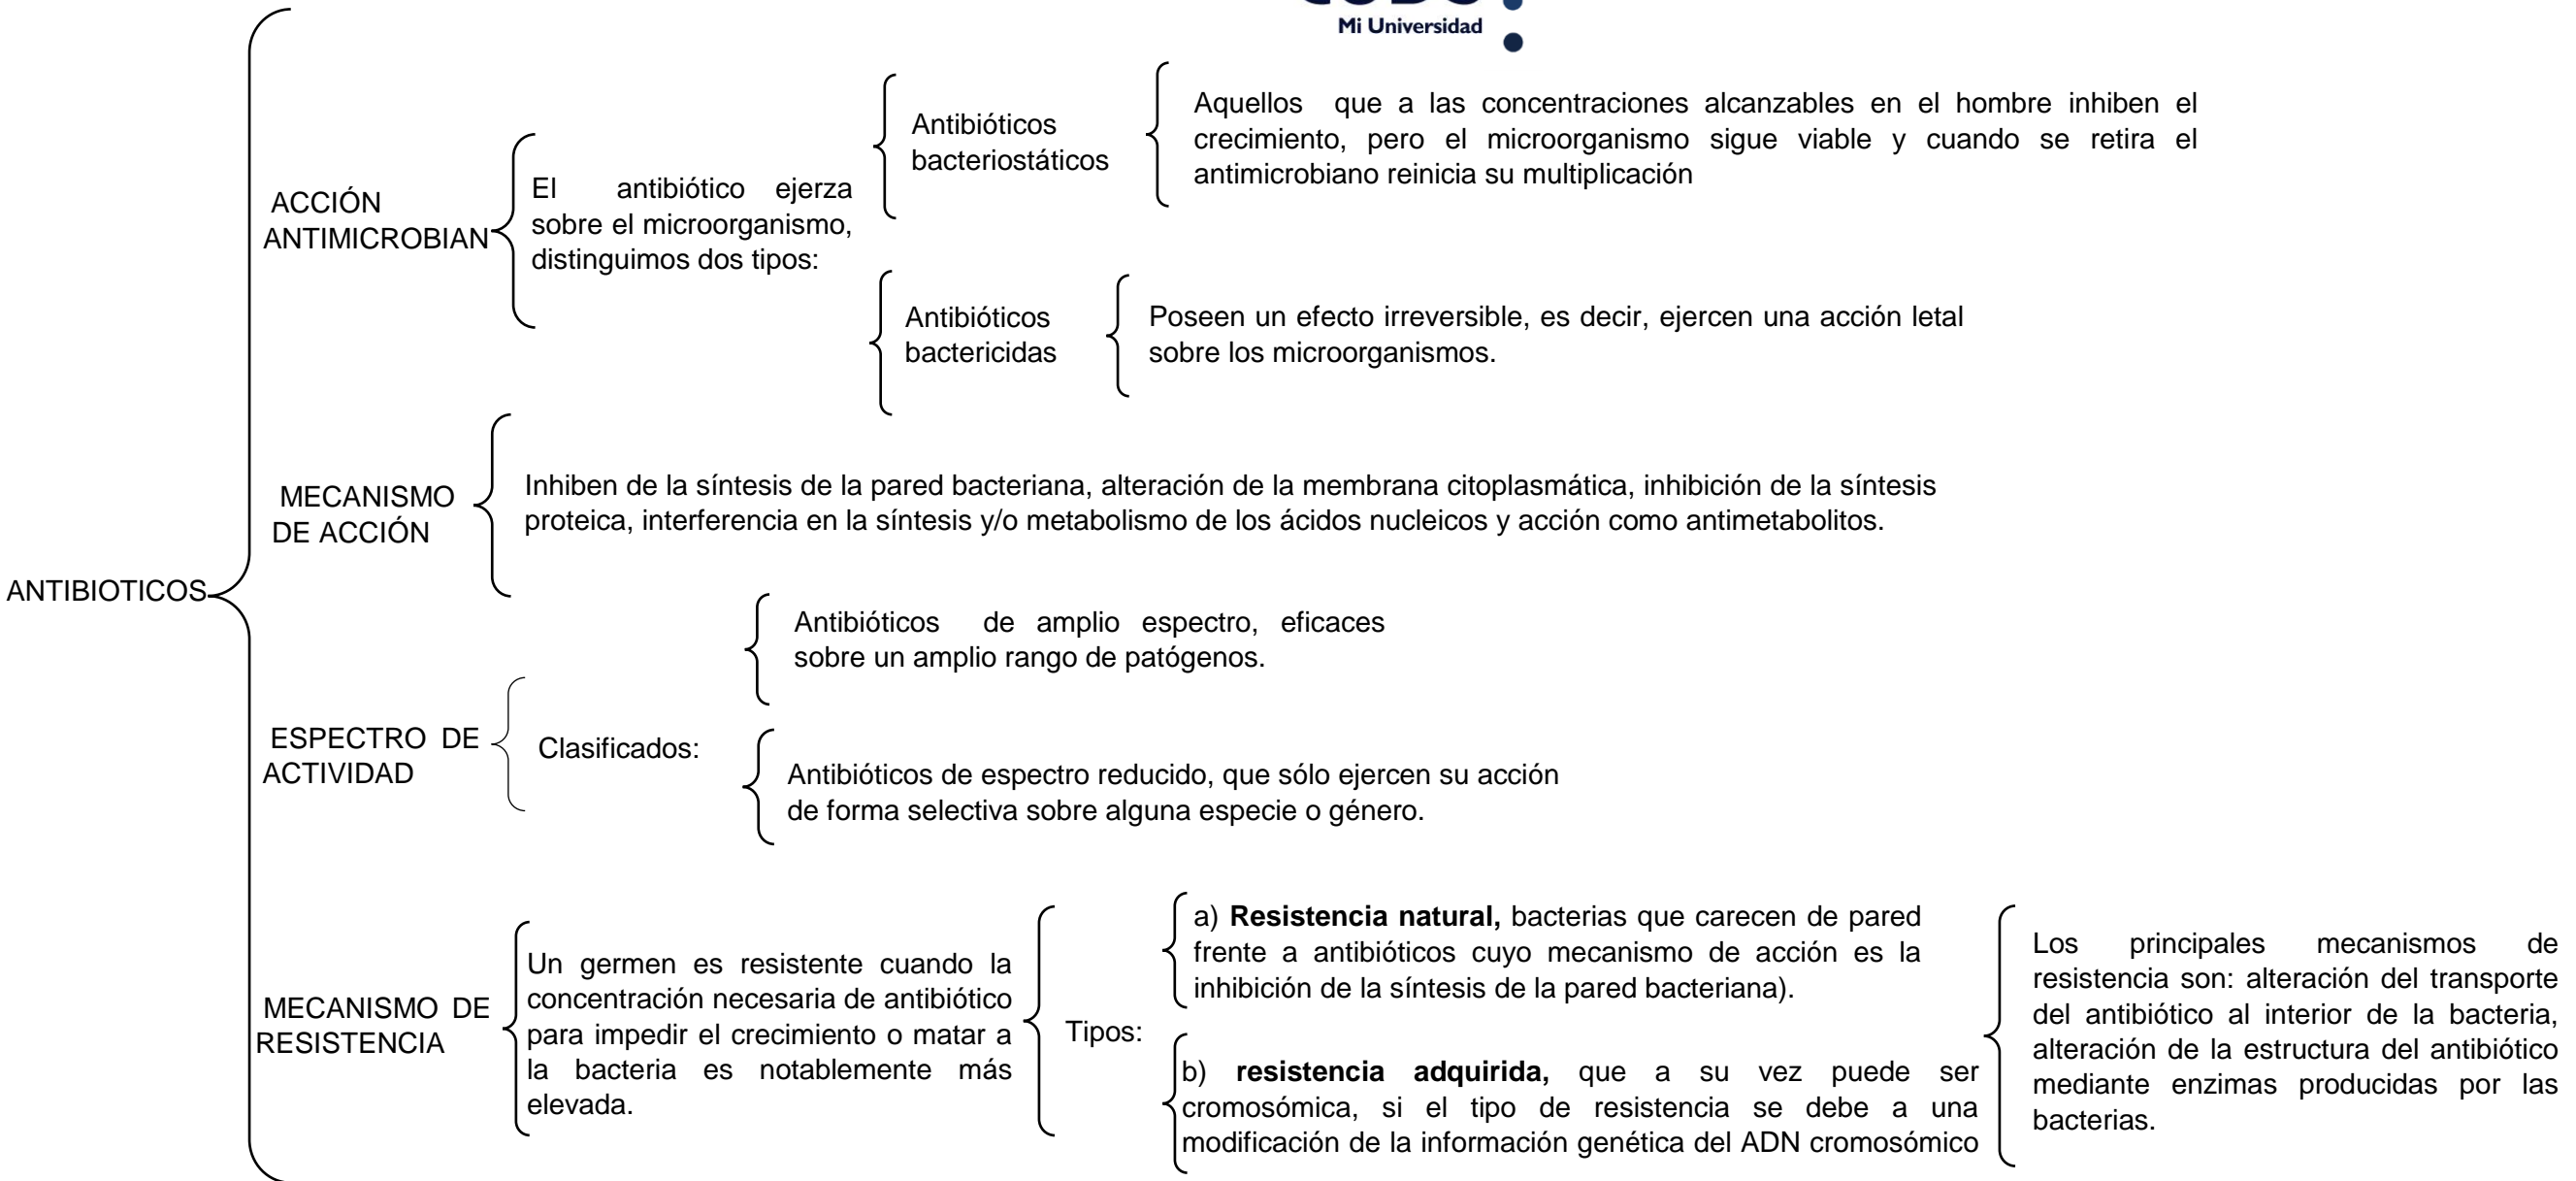 Mi Universidad
ANTIBIOTICOS
ACCIÓN
ANTIMICROBIAN
El antibiótico ejerza
sobre el microorganismo,
distinguimos dos tipos:
Antibióticos
bacteriostáticos
Aquellos que a las concentraciones alcanzables en el hombre inhiben el
crecimiento, pero el microorganismo sigue viable y cuando se retira el
antimicrobiano reinicia su multiplicación
Antibióticos
bactericidas
Poseen un efecto irreversible, es decir, ejercen una acción letal
sobre los microorganismos.
MECANISMO
DE ACCIÓN
Inhiben de la síntesis de la pared bacteriana, alteración de la membrana citoplasmática, inhibición de la síntesis
proteica, interferencia en la síntesis y/o metabolismo de los ácidos nucleicos y acción como antimetabolitos.
ESPECTRO DE
ACTIVIDAD
Clasificados:
Antibióticos de amplio espectro, eficaces
sobre un amplio rango de patógenos.
Antibióticos de espectro reducido, que sólo ejercen su acción
de forma selectiva sobre alguna especie o género.
MECANISMO DE
RESISTENCIA
Un germen es resistente cuando la
concentración necesaria de antibiótico
para impedir el crecimiento o matar a
la bacteria es notablemente más
elevada.
Tipos:
a) Resistencia natural, bacterias que carecen de pared
frente a antibióticos cuyo mecanismo de acción es la
inhibición de la síntesis de la pared bacteriana).
b) resistencia adquirida, que a su vez puede ser
cromosómica, si el tipo de resistencia se debe a una
modificación de la información genética del ADN cromosómico
Los principales mecanismos de
resistencia son: alteración del transporte
del antibiótico al interior de la bacteria,
alteración de la estructura del antibiótico
mediante enzimas producidas por las
bacterias.